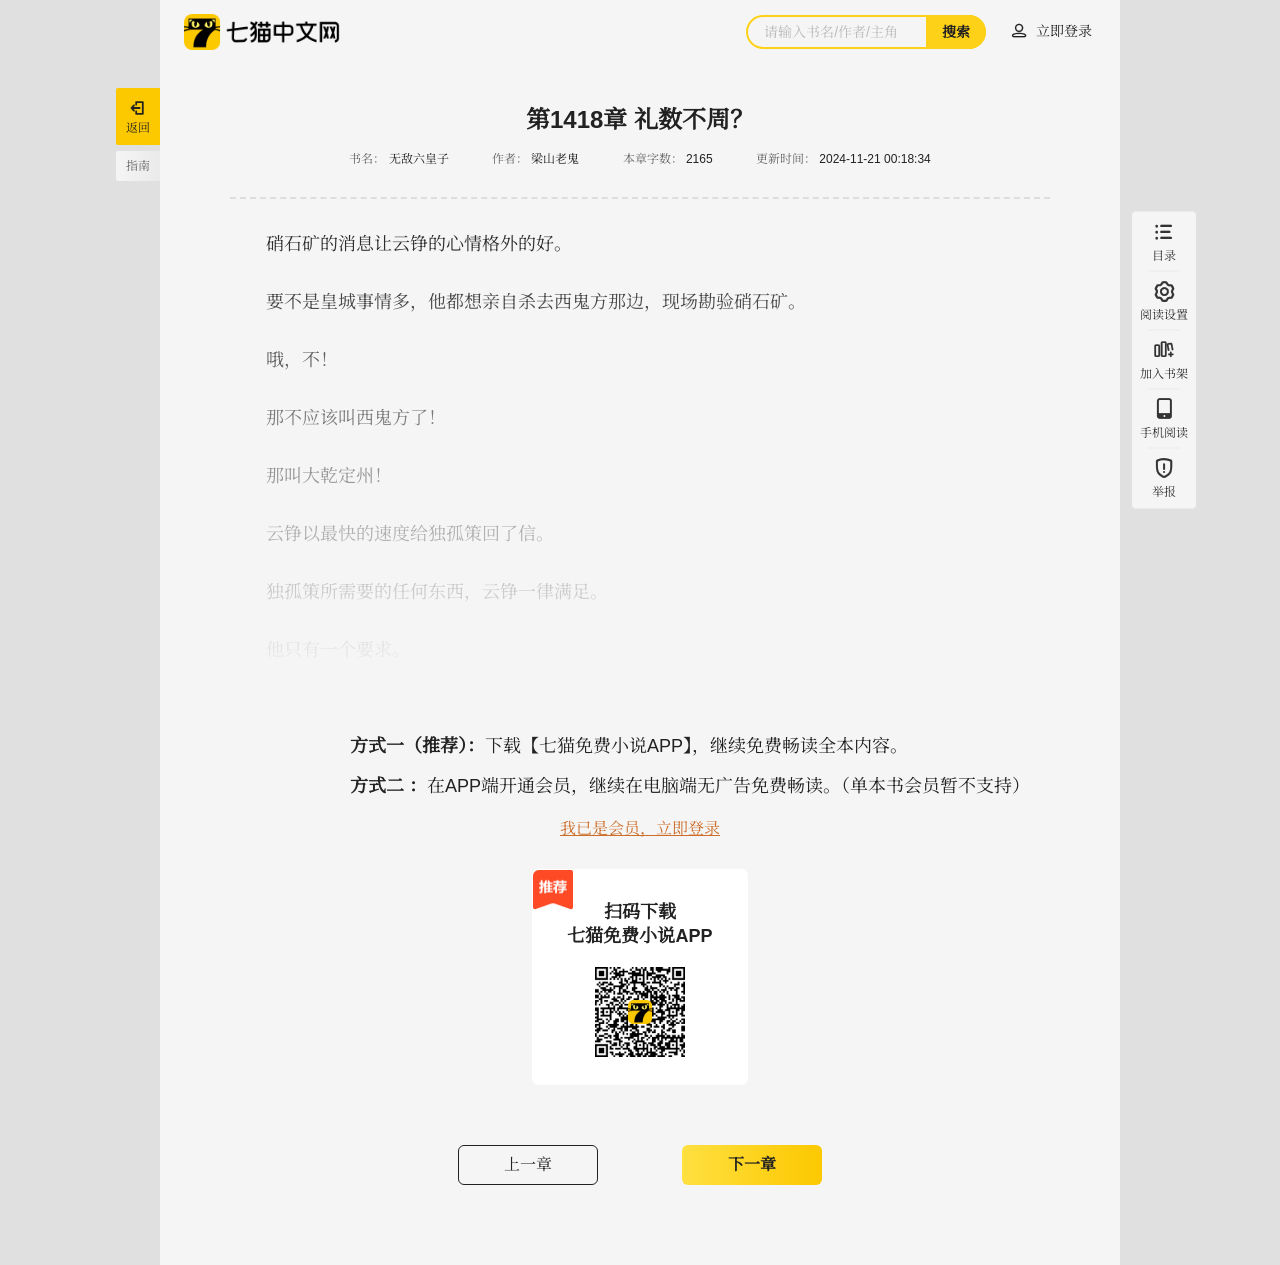 七猫中文网
请输入书名/作者/主角
搜索
立即登录
返回
指南
第1418章 礼数不周？
书名： 无敌六皇子 作者： 梁山老鬼 本章字数： 2165 更新时间： 2024-11-21 00:18:34
硝石矿的消息让云铮的心情格外的好。
要不是皇城事情多，他都想亲自杀去西鬼方那边，现场勘验硝石矿。
哦，不！
那不应该叫西鬼方了！
那叫大乾定州！
云铮以最快的速度给独孤策回了信。
独孤策所需要的任何东西，云铮一律满足。
他只有一个要求。
目录
阅读设置
加入书架
手机阅读
举报
方式一（推荐）：下载【七猫免费小说APP】，继续免费畅读全本内容。
方式二 ：在APP端开通会员，继续在电脑端无广告免费畅读。（单本书会员暂不支持）
我已是会员，立即登录
推荐
扫码下载
七猫免费小说APP
上一章
下一章